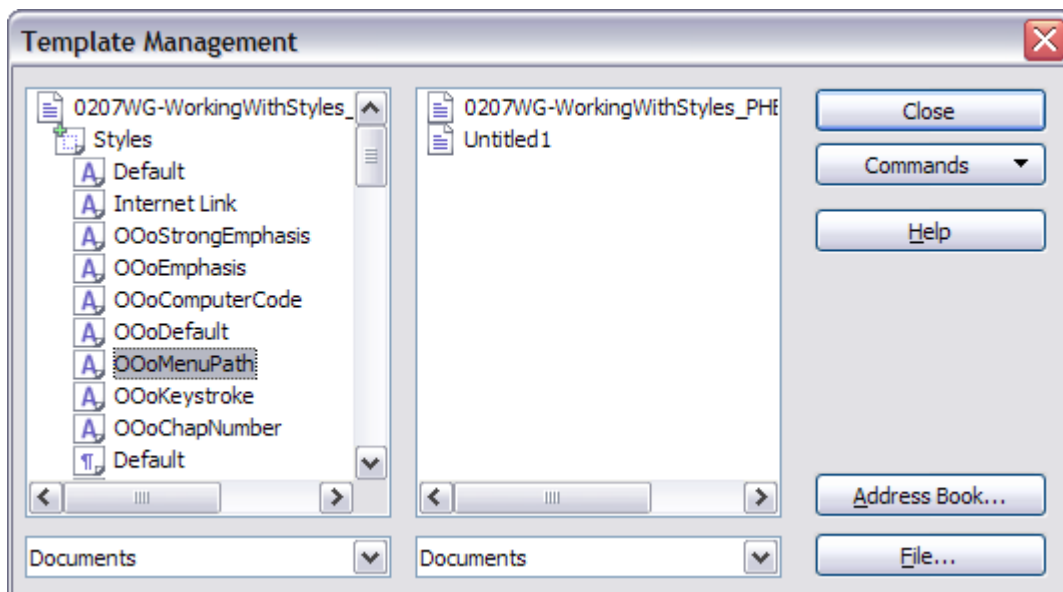 Template Management
0207WG-WorkingWithStyles_
Styles
Default
Internet Link
OOoStrongEmphasis
OOoEmphasis
OOoComputerCode
OOoDefault
OOoMenuPath
OOoKeystroke
OOoChapNumber
Default
Documents
0207WG-WorkingWithStyles_PHE
Untitled1
Documents
Close
Commands
Help
Address Book...
File...